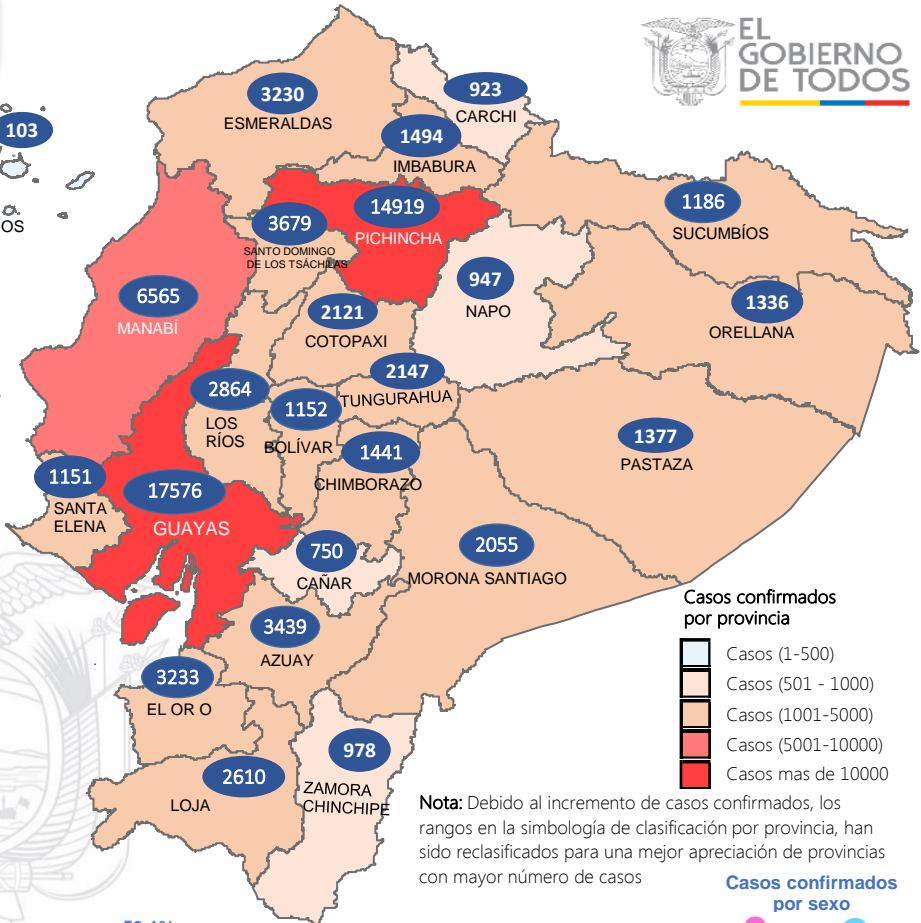 EL
GOBIERNO
DE TODOS
3230
ESMERALDAS
923
CARCHI
103
OS
1494
IMBABURA
14919
PICHINCHA
3679
SANTO DOMINGO
DE LOS TSÁCHILAS
1186
SUCUMBÍOS
6565
MANABÍ
947
NAPO
1336
ORELLANA
2121
COTOPAXI
2147
TUNGURAHUA
2864
LOS
RÍOS
1152
BOLÍVAR
1377
PASTAZA
1441
CHIMBORAZO
1151
SANTA
ELENA
17576
GUAYAS
750
CAÑAR
2055
MORONA SANTIAGO
3439
AZUAY
3233
EL OR O
2610
LOJA
978
ZAMORA
CHINCHIPE
Casos confirmados
por provincia
Casos (1-500)
Casos (501 - 1000)
Casos (1001-5000)
Casos (5001-10000)
Casos mas de 10000
Nota: Debido al incremento de casos confirmados, los
rangos en la simbología de clasificación por provincia, han
sido reclasificados para una mejor apreciación de provincias
con mayor número de casos
Casos confirmados
por sexo